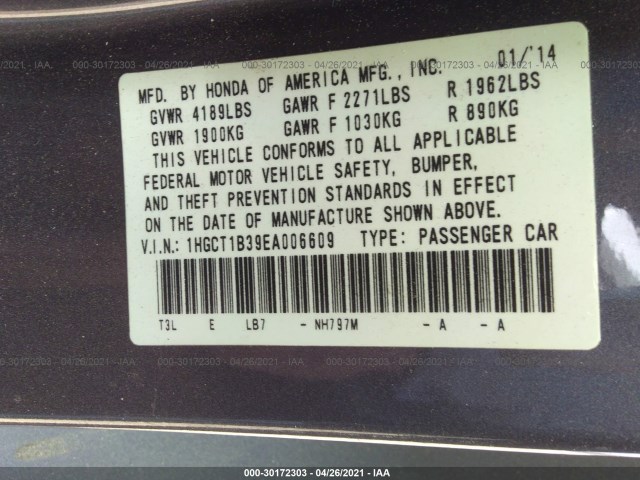 01/'14
MFD. BY HONDA OF AMERICA MFG., INC.
GVWR 4189LBS GAWR F 2271LBS R 1962LBS
GVWR 1900KG GAWR F 1030KG R 890KG
THIS VEHICLE CONFORMS TO ALL APPLICABLE
FEDERAL MOTOR VEHICLE SAFETY, BUMPER,
AND THEFT PREVENTION STANDARDS IN EFFECT
ON THE DATE OF MANUFACTURE SHOWN ABOVE.
V.I.N.: 1HGCT1B39EA006609 TYPE: PASSENGER CAR
T3L E LB7 - NH797M - A - A
000-30172303 - 04/26/2021 - IAA